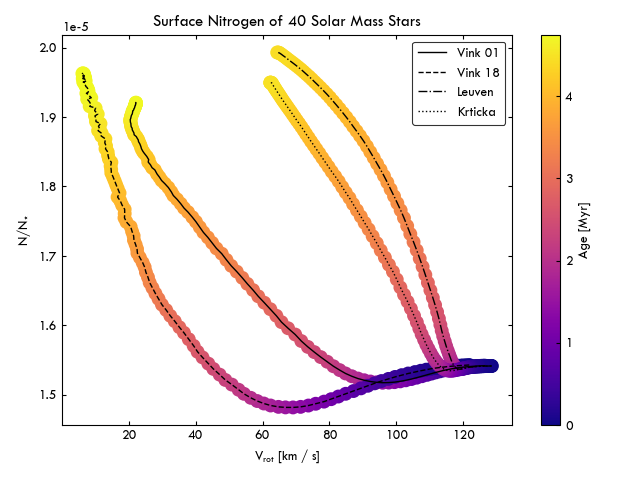 Surface Nitrogen of 40 Solar Mass Stars
1e-5
2.0
1.9
1.8
1.7
1.6
1.5
N/N*
20
40
60
80
100
120
Vrot [km / s]
Vink 01
Vink 18
Leuven
Krticka
4
3
2
1
0
Age [Myr]